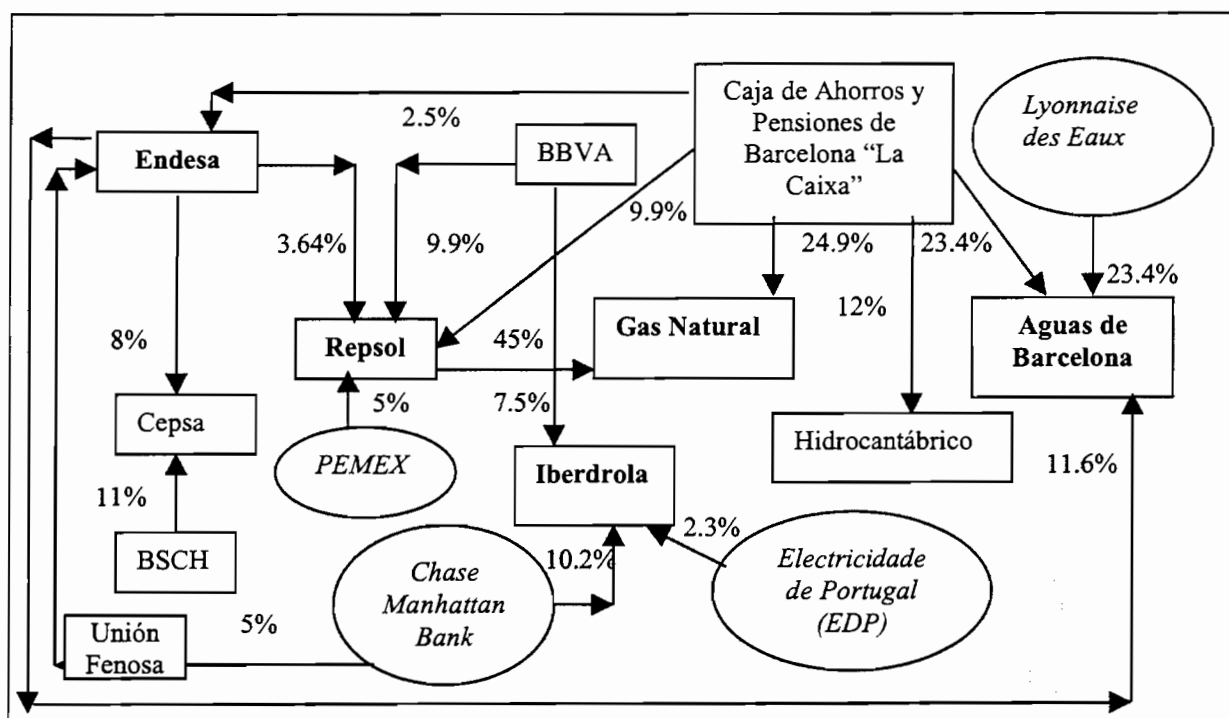 Caja de Ahorros y
Pensiones de
Barcelona “La
Caixa”
Lyonnaise
des Eaux
2.5%
BBVA
Endesa
9.9%
3.64%
9.9%
24.9%
23.4%
23.4%
Repsol
45%
Gas Natural
12%
Aguas de
Barcelona
8%
5%
7.5%
Cepsa
PEMEX
Hidrocantábrico
11.6%
Iberdrola
11%
2.3%
BSCH
10.2%
Chase
Manhattan
Bank
Electricidade
de Portugal
(EDP)
Unión
Fenosa
5%